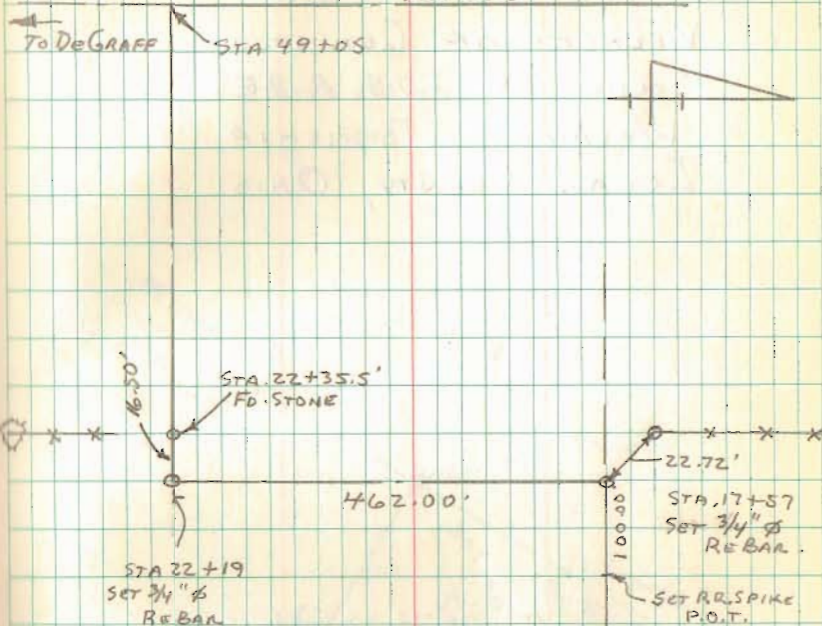 TO DEGRAFF
STA 49+05
16.50'
STA. 22+35.5'
FD. STONE
22.72'
462.00'
100.00
STA. 17+57
SET 3/4" Ø
REBAR.
STA 22+19
SET 3/4" Ø
REBAR
SET R.R. SPIKE
P.O.T.